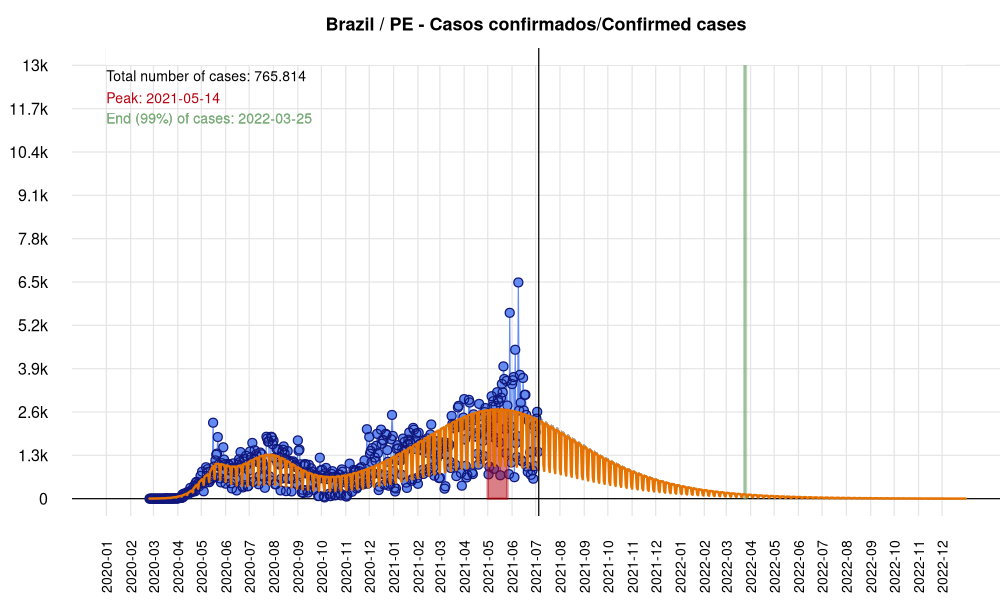 Brazil / PE - Casos confirmados/Confirmed cases
Total number of cases: 765.814
Peak: 2021-05-14
End (99%) of cases: 2022-03-25
13k
11.7k
10.4k
9.1k
7.8k
6.5k
5.2k
3.9k
2.6k
1.3k
0
2020-01
2020-02
2020-03
2020-04
2020-05
2020-06
2020-07
2020-08
2020-09
2020-10
2020-11
2020-12
2021-01
2021-02
2021-03
2021-04
2021-05
2021-06
2021-07
2021-08
2021-09
2021-10
2021-11
2021-12
2022-01
2022-02
2022-03
2022-04
2022-05
2022-06
2022-07
2022-08
2022-09
2022-10
2022-11
2022-12